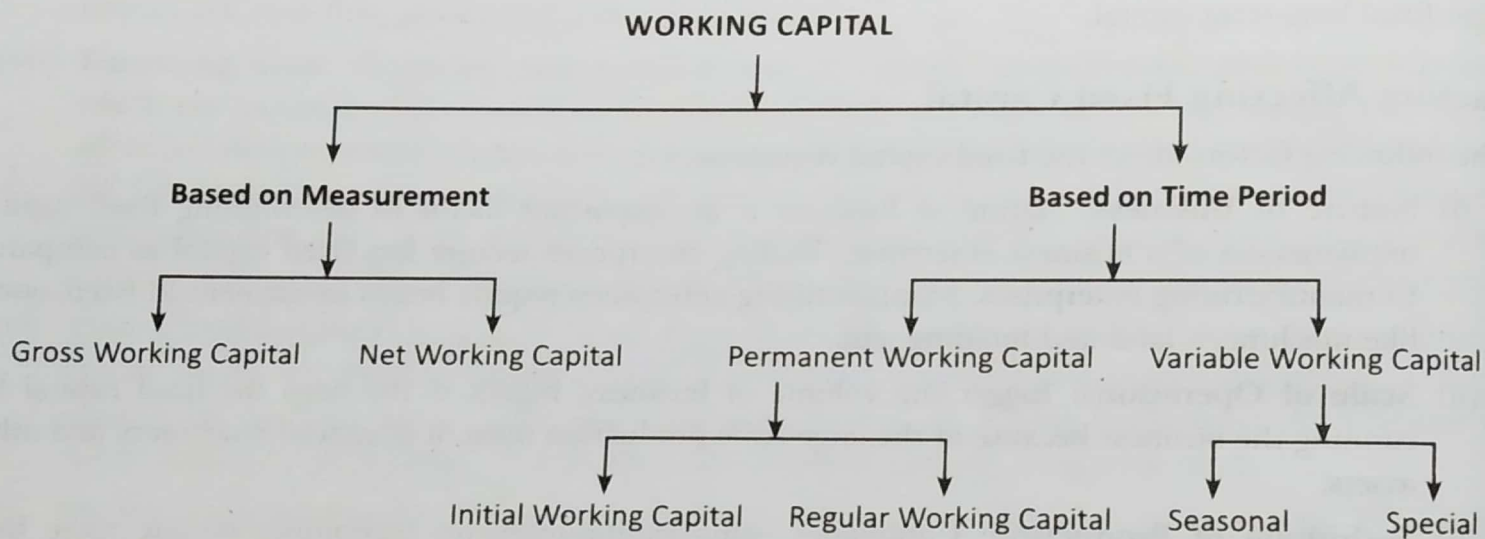 WORKING CAPITAL
Based on Measurement
Based on Time Period
Gross Working Capital
Net Working Capital
Permanent Working Capital
Variable Working Capital
Initial Working Capital
Regular Working Capital
Seasonal
Special